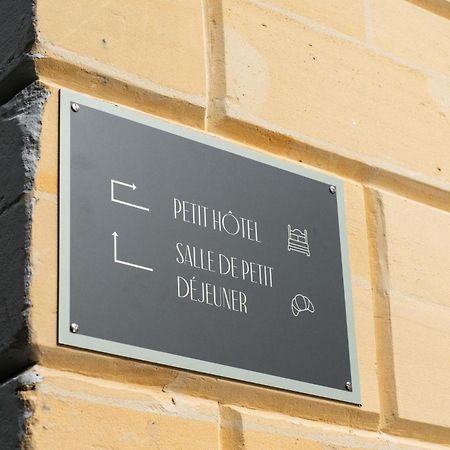 PETIT HÔTEL
SALLE DE PETIT
DÉJEUNER